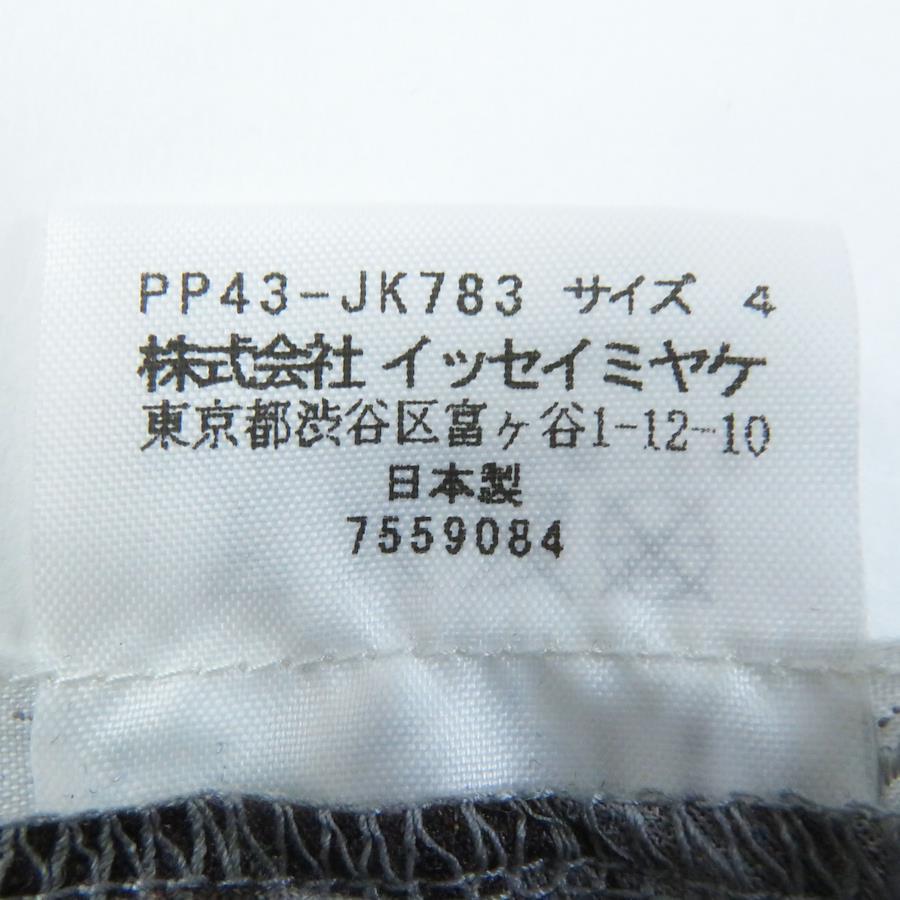 PP43-JK783 サイズ 4
株式会社 イッセイミヤケ
東京都渋谷区富ヶ谷1-12-10
日本製
7559084